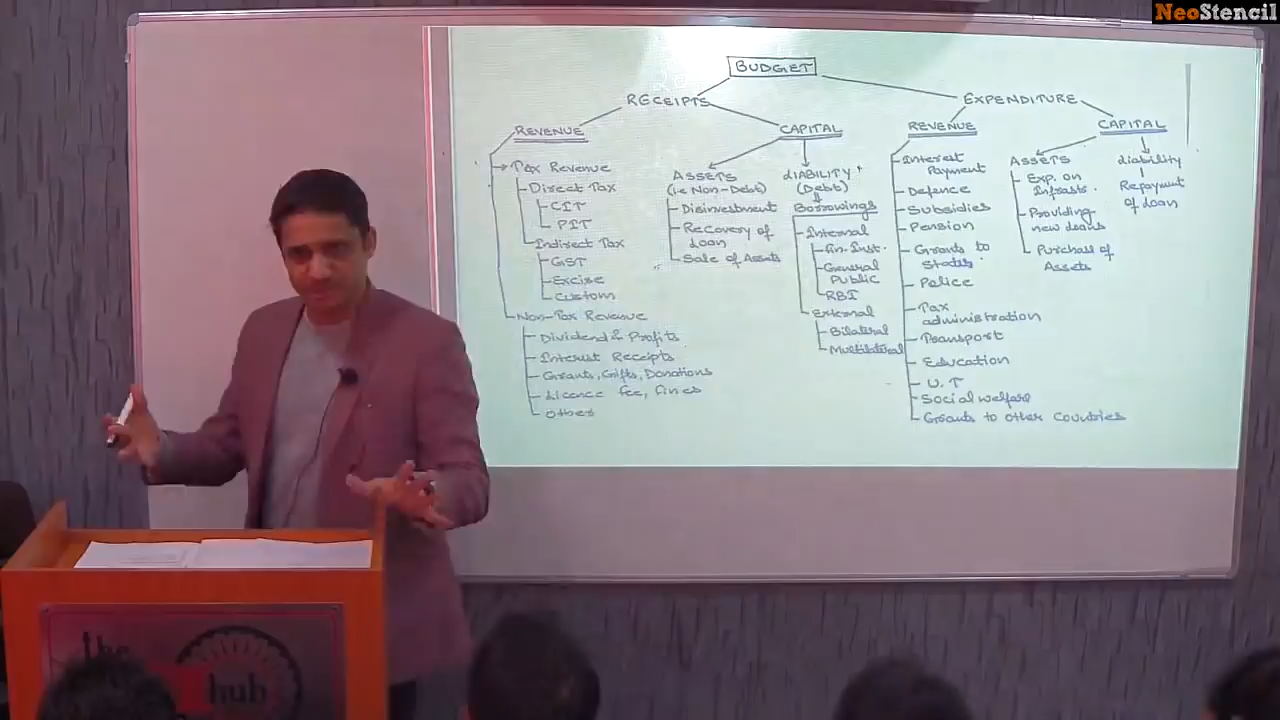 NeoStencil
BUDGET
RECEIPTS
REVENUE
Tax Revenue
Direct Tax
CIT
PIT
Indirect Tax
GST
Excise
Custom
Non-Tax Revenue
Dividend & Profits
Interest Receipts
Grants, Gifts, Donations
Licence fee, fines
Others
CAPITAL
ASSETS
(i.e Non-Debt)
Disinvestment
Recovery of
loan
Sale of Assets
LIABILITY
(Debt)
Borrowings
Internal
Fin. Inst.
General
Public
RBI
External
Bilateral
Multilateral
EXPENDITURE
REVENUE
Interest
Payment
Defence
Subsidies
Pension
Grants to
States
Police
Tax
administration
Transport
Education
U.T
Social welfare
Grants to other Countries
CAPITAL
ASSETS
Exp. on
Infrastr.
Providing
new loans
Purchase of
Assets
Liability
Repayment
of loan
the
hub